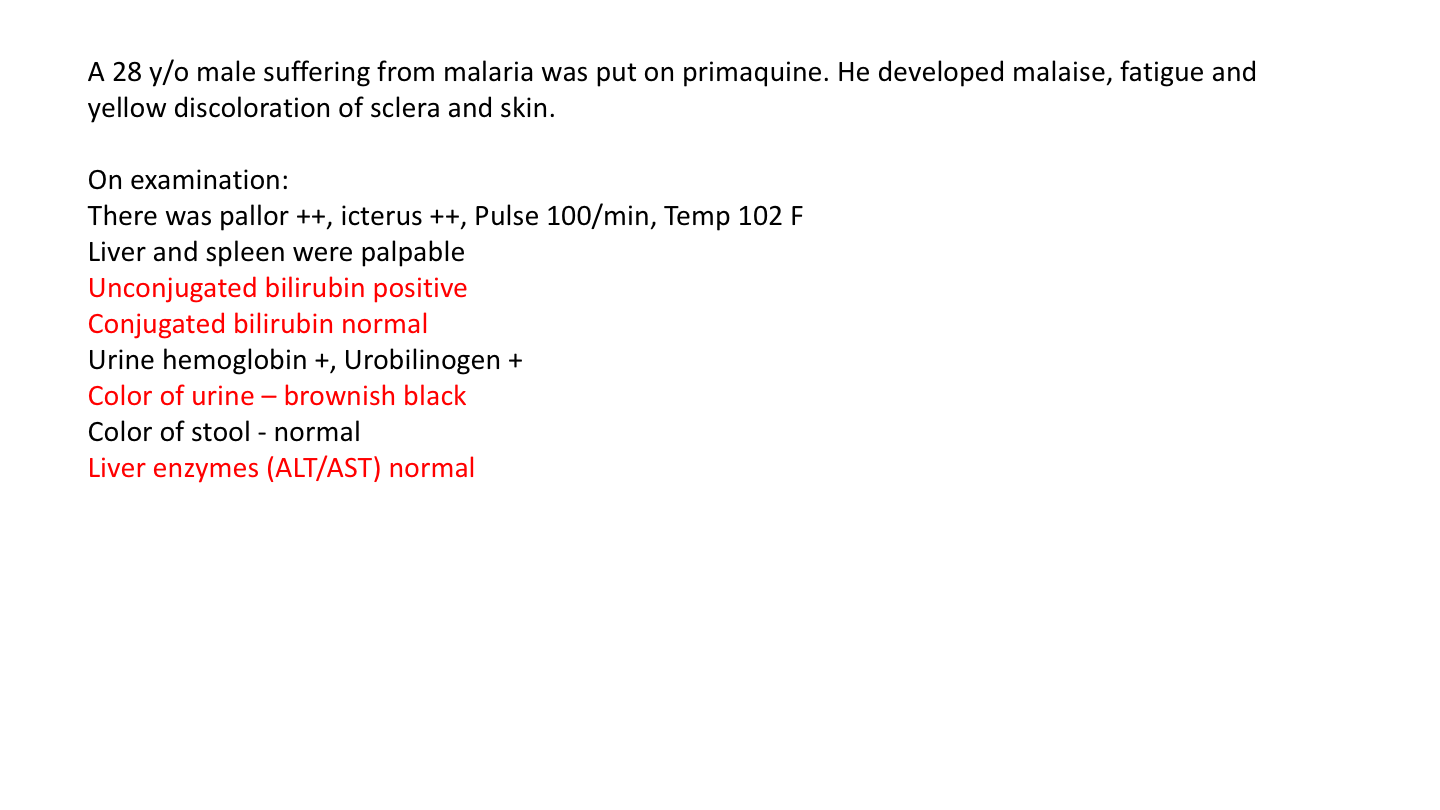 A 28 y/o male suffering from malaria was put on primaquine. He developed malaise, fatigue and
yellow discoloration of sclera and skin.
On examination:
There was pallor ++, icterus ++, Pulse 100/min, Temp 102 F
Liver and spleen were palpable
Unconjugated bilirubin positive
Conjugated bilirubin normal
Urine hemoglobin +, Urobilinogen +
Color of urine – brownish black
Color of stool - normal
Liver enzymes (ALT/AST) normal